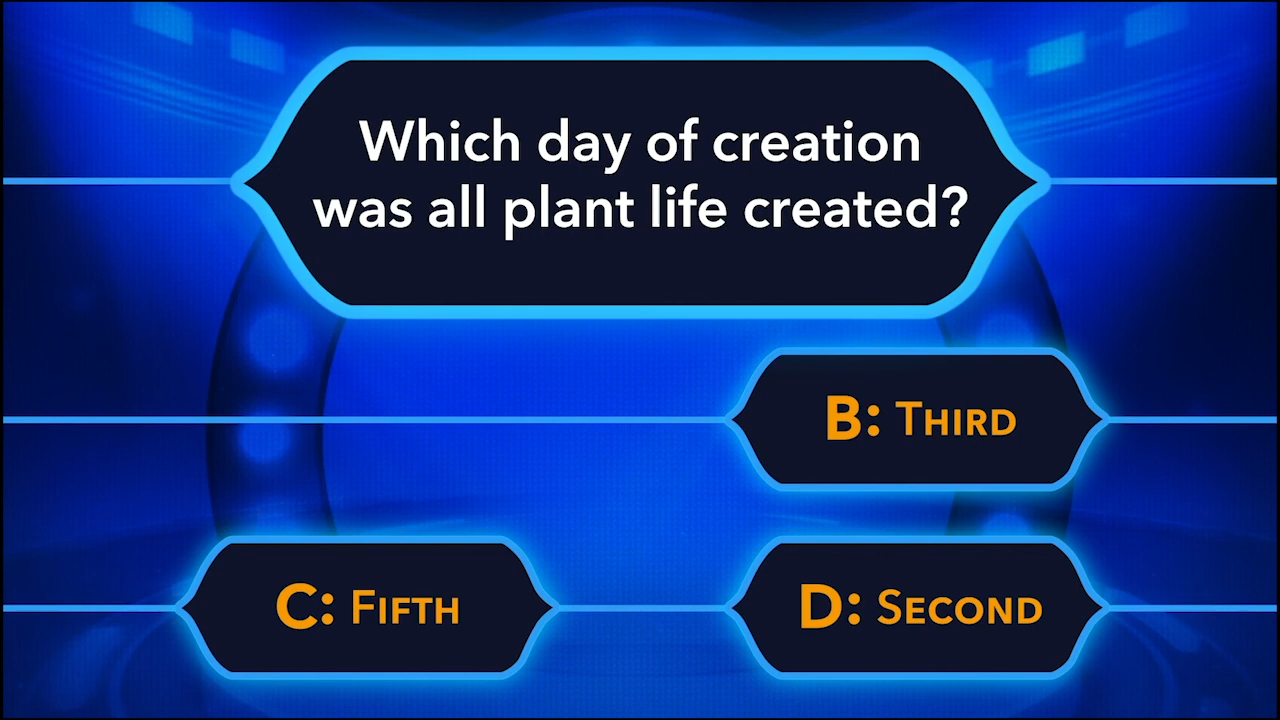 Which day of creation
was all plant life created?
B: Third
C: Fifth
D: Second